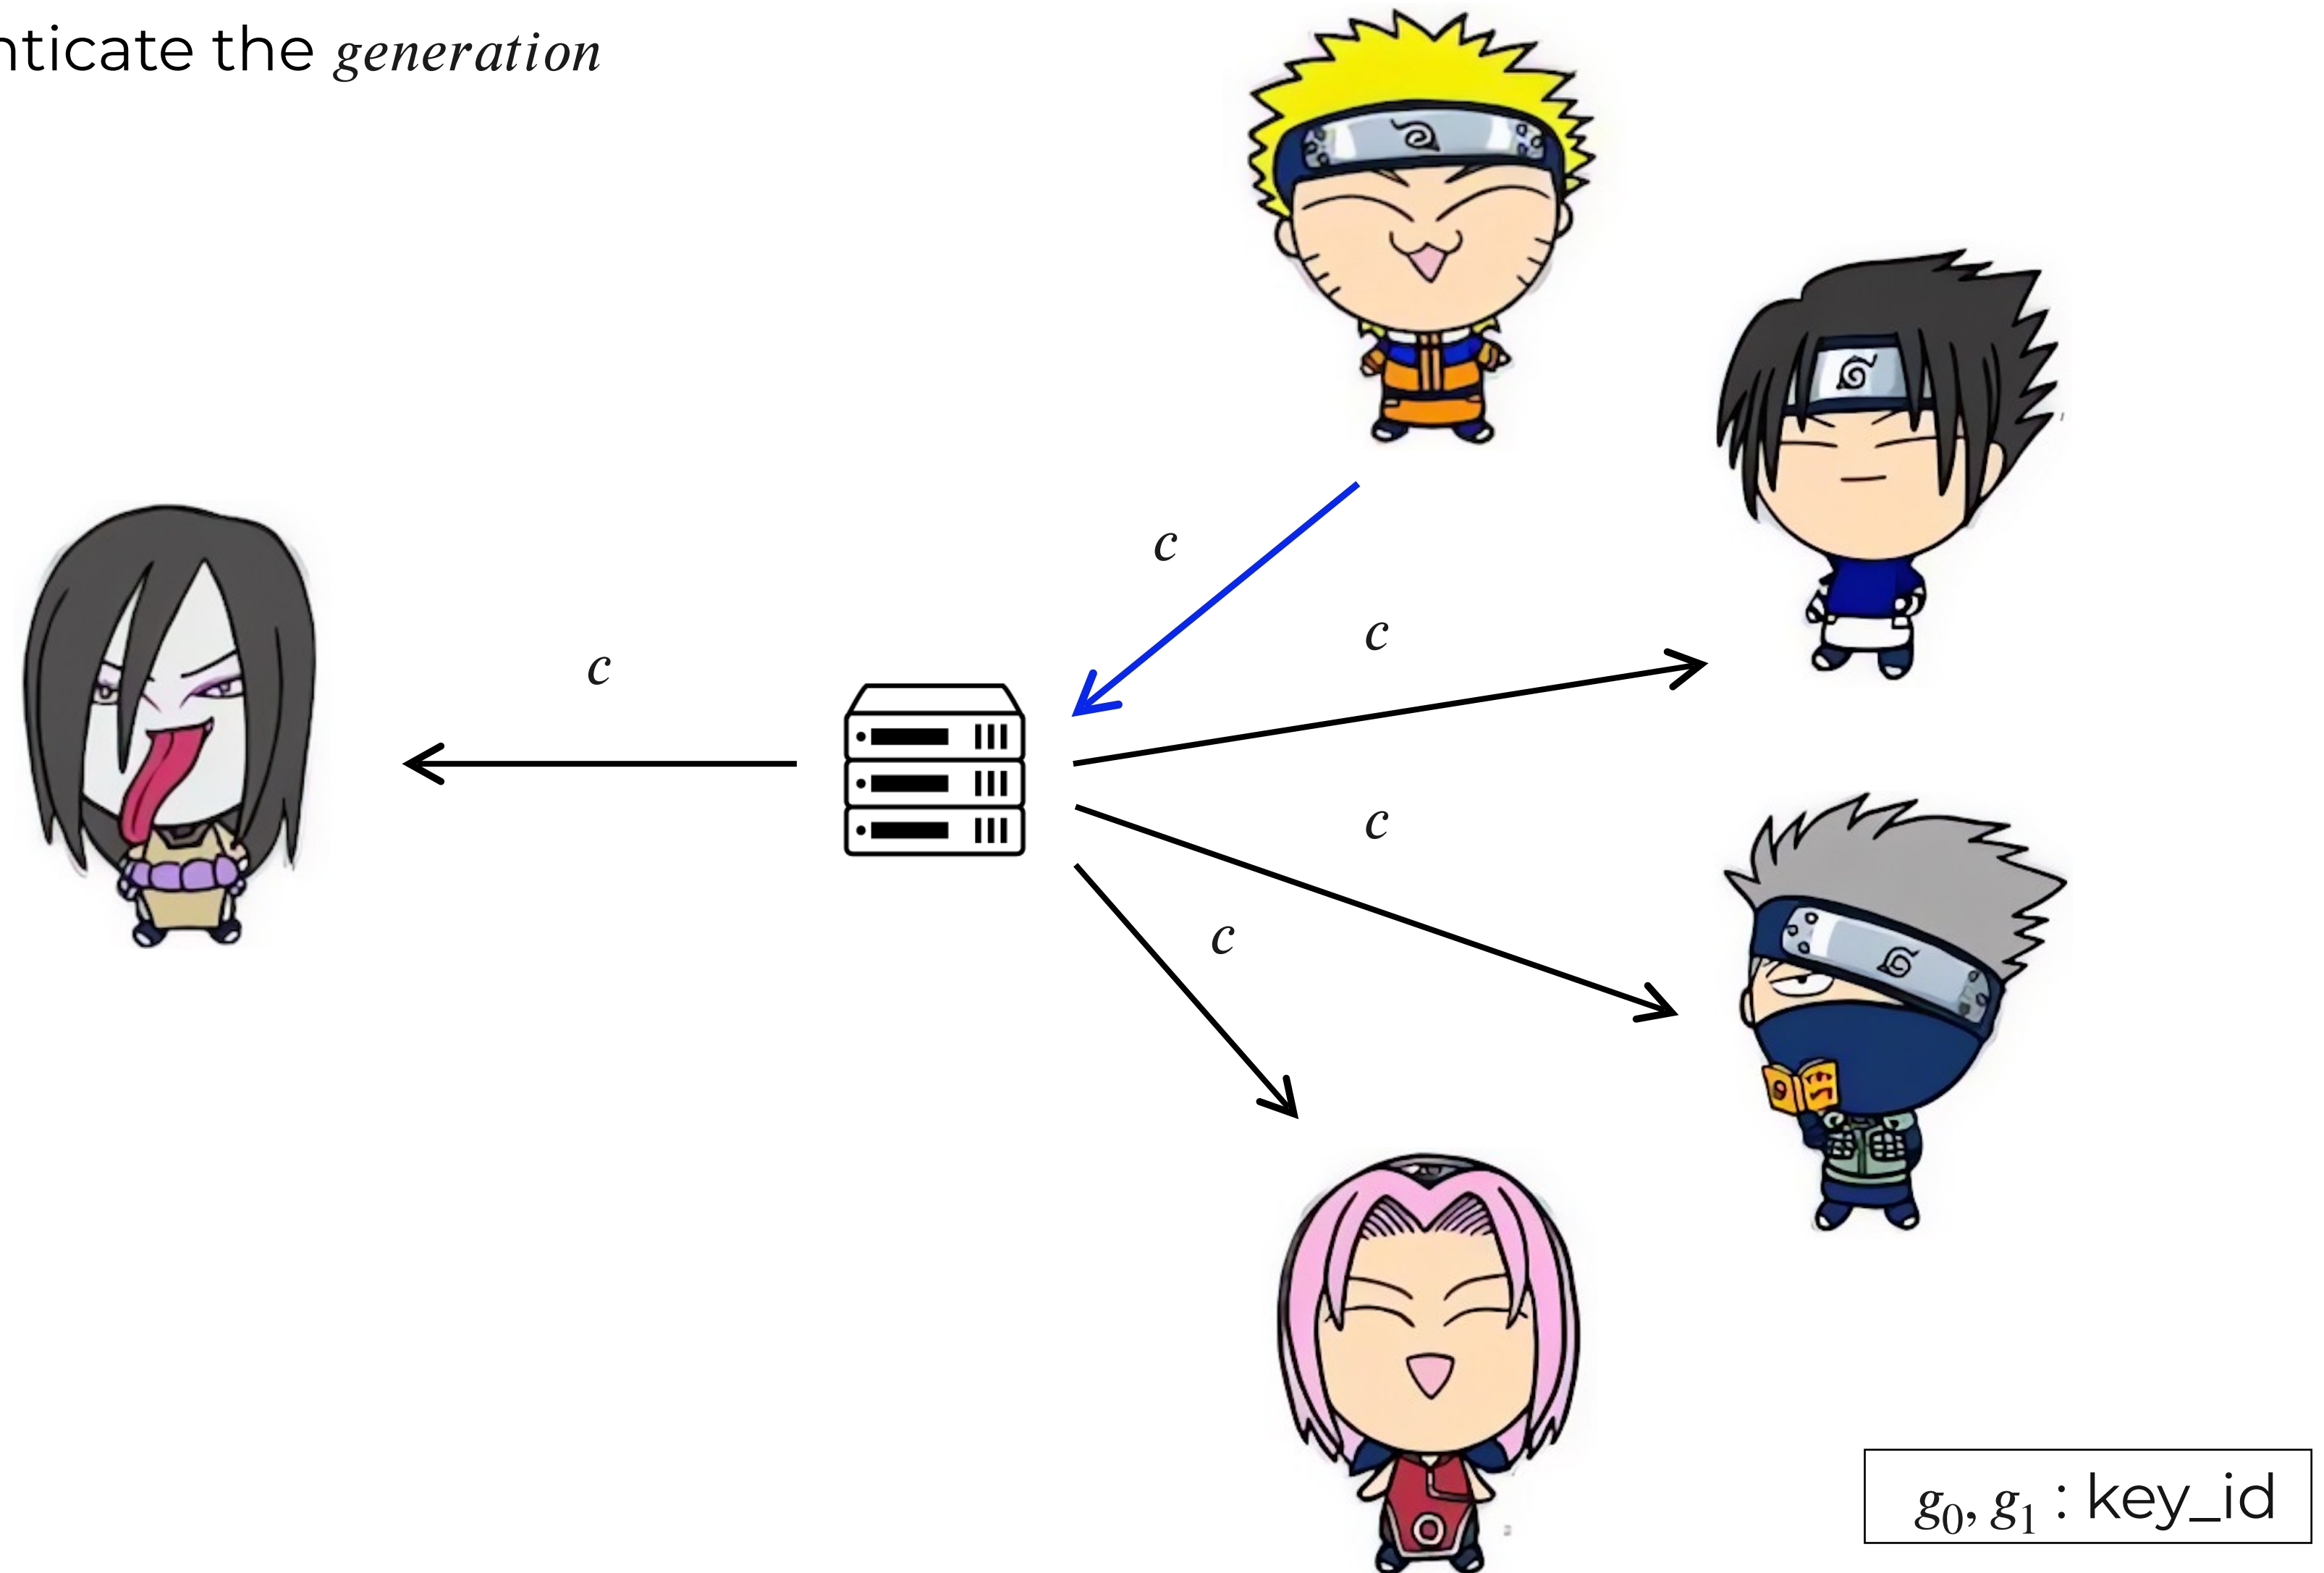 nticate the generation
c
c
c
c
c
g₀, g₁ : key_id